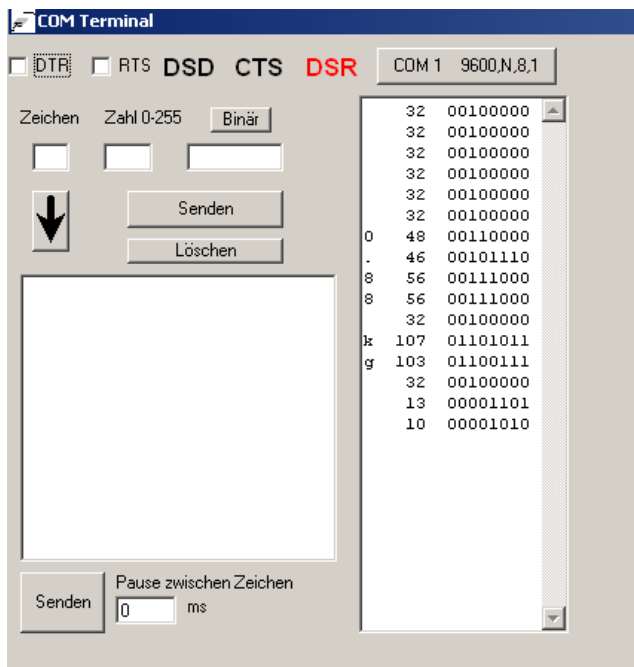 COM Terminal
DTR RTS DSD CTS DSR COM 1 9600,N,8,1
Zeichen Zahl 0-255 Binär
Senden
Löschen
32 00100000
32 00100000
32 00100000
32 00100000
32 00100000
32 00100000
0 48 00110000
. 46 00101110
8 56 00111000
8 56 00111000
32 00100000
k 107 01101011
g 103 01100111
32 00100000
13 00001101
10 00001010
Senden
Pause zwischen Zeichen
0 ms